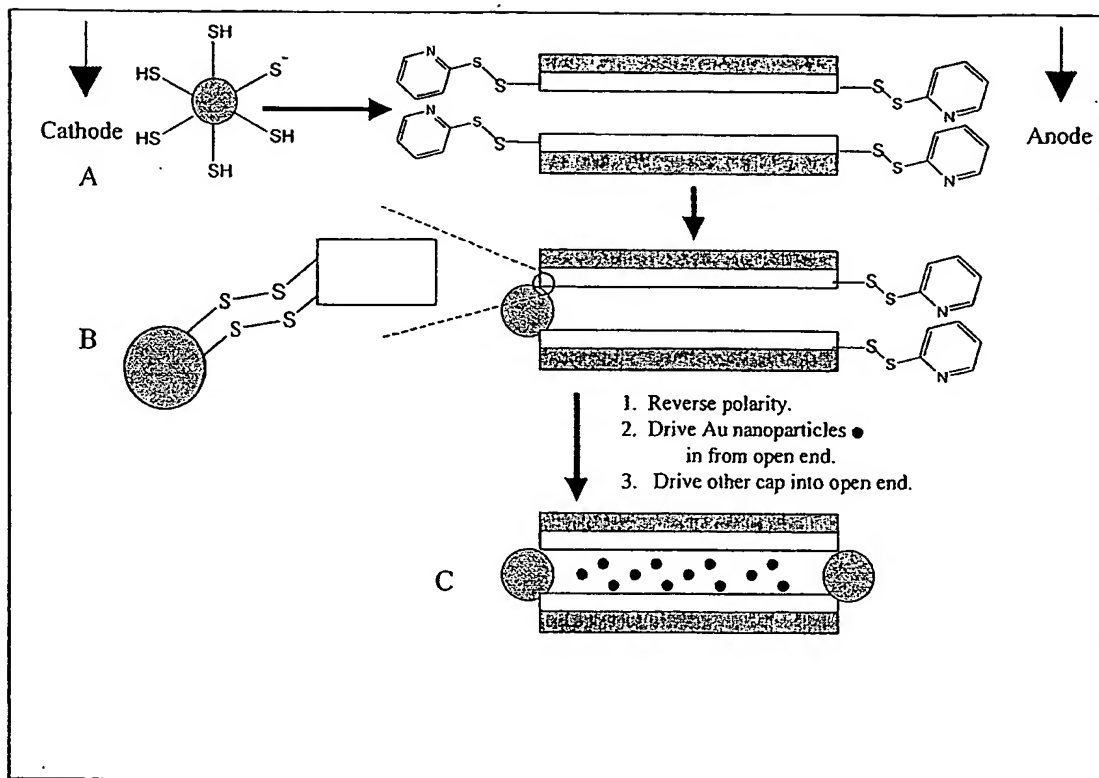 SH
HS
S-
N
S
S
S
S
N
Cathode
HS
SH
SH
N
S
S
S
S
N
Anode
A
S
S
S
S
B
S
S
N
S
S
N
1. Reverse polarity.
2. Drive Au nanoparticles ●
in from open end.
3. Drive other cap into open end.
C